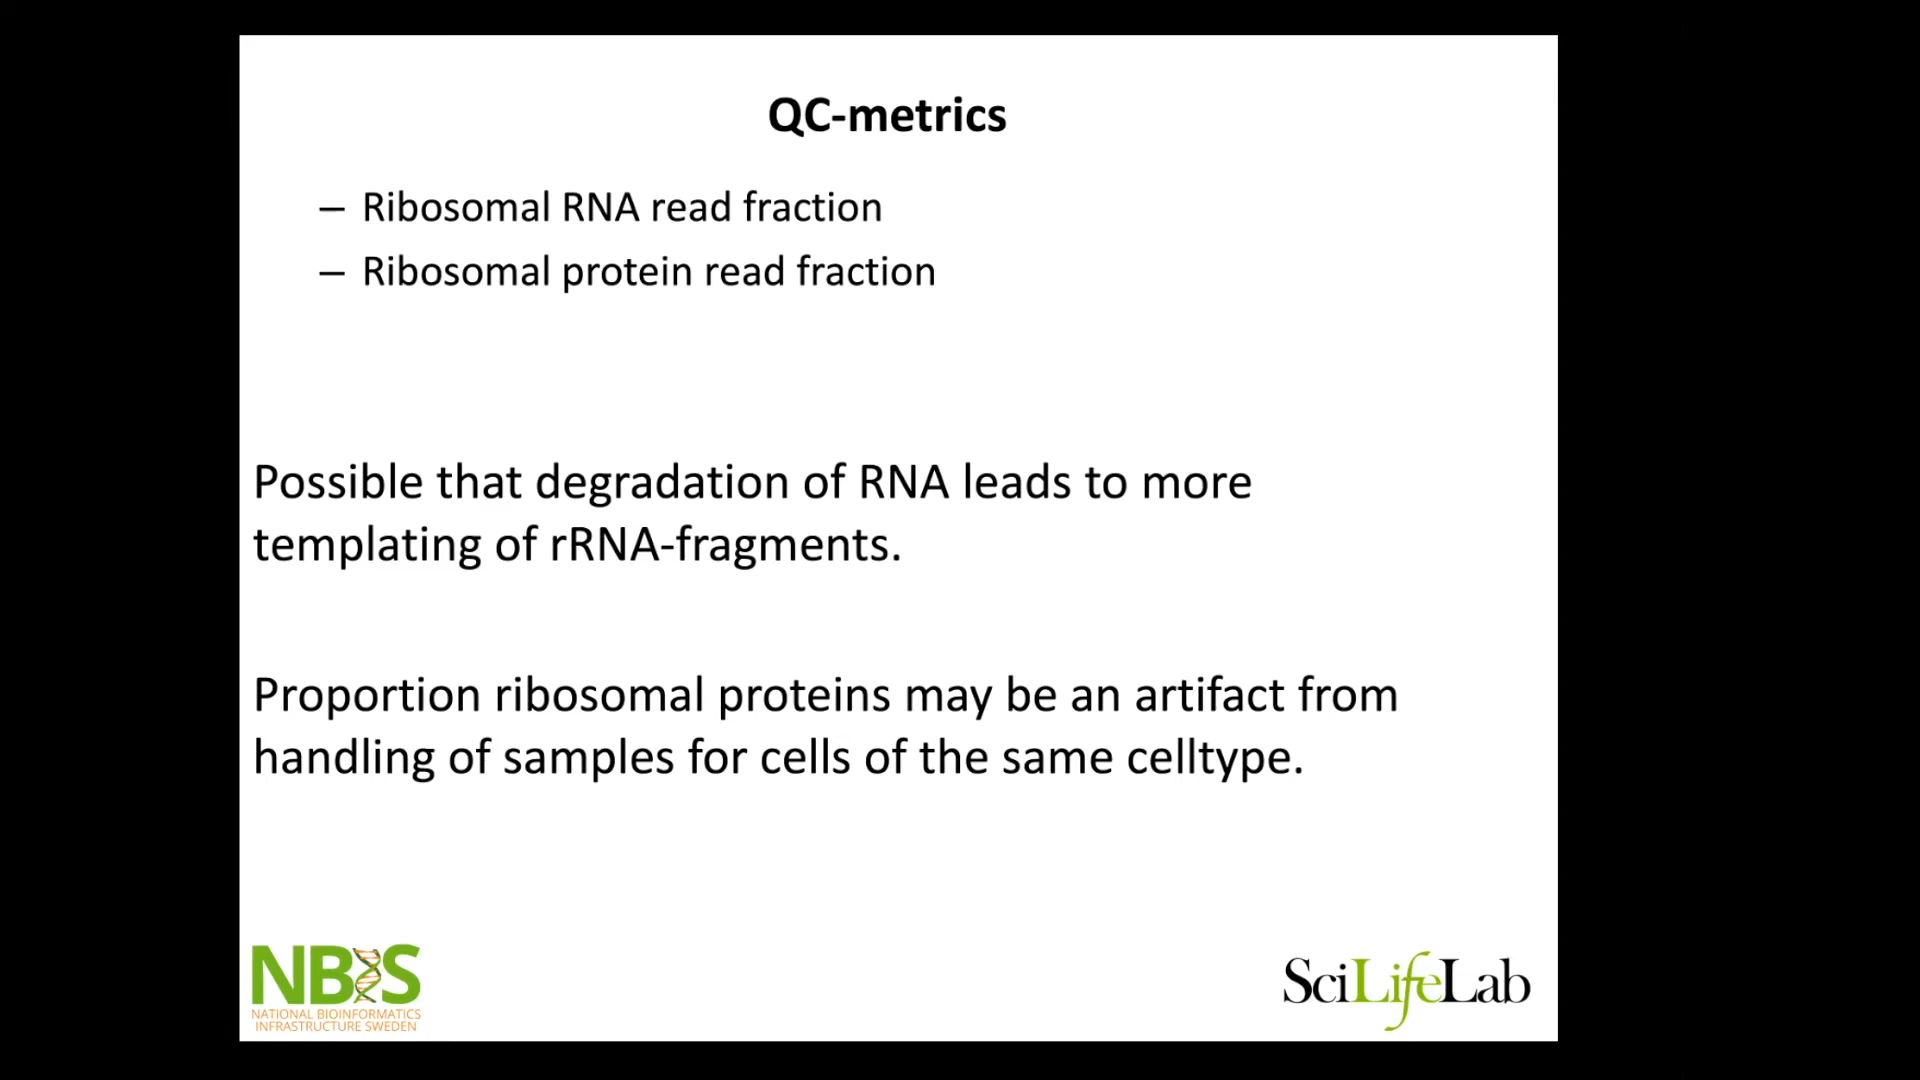 QC-metrics
– Ribosomal RNA read fraction
– Ribosomal protein read fraction
Possible that degradation of RNA leads to more
templating of rRNA-fragments.
Proportion ribosomal proteins may be an artifact from
handling of samples for cells of the same celltype.
NBIS
NATIONAL BIOINFORMATICS
INFRASTRUCTURE SWEDEN
SciLifeLab